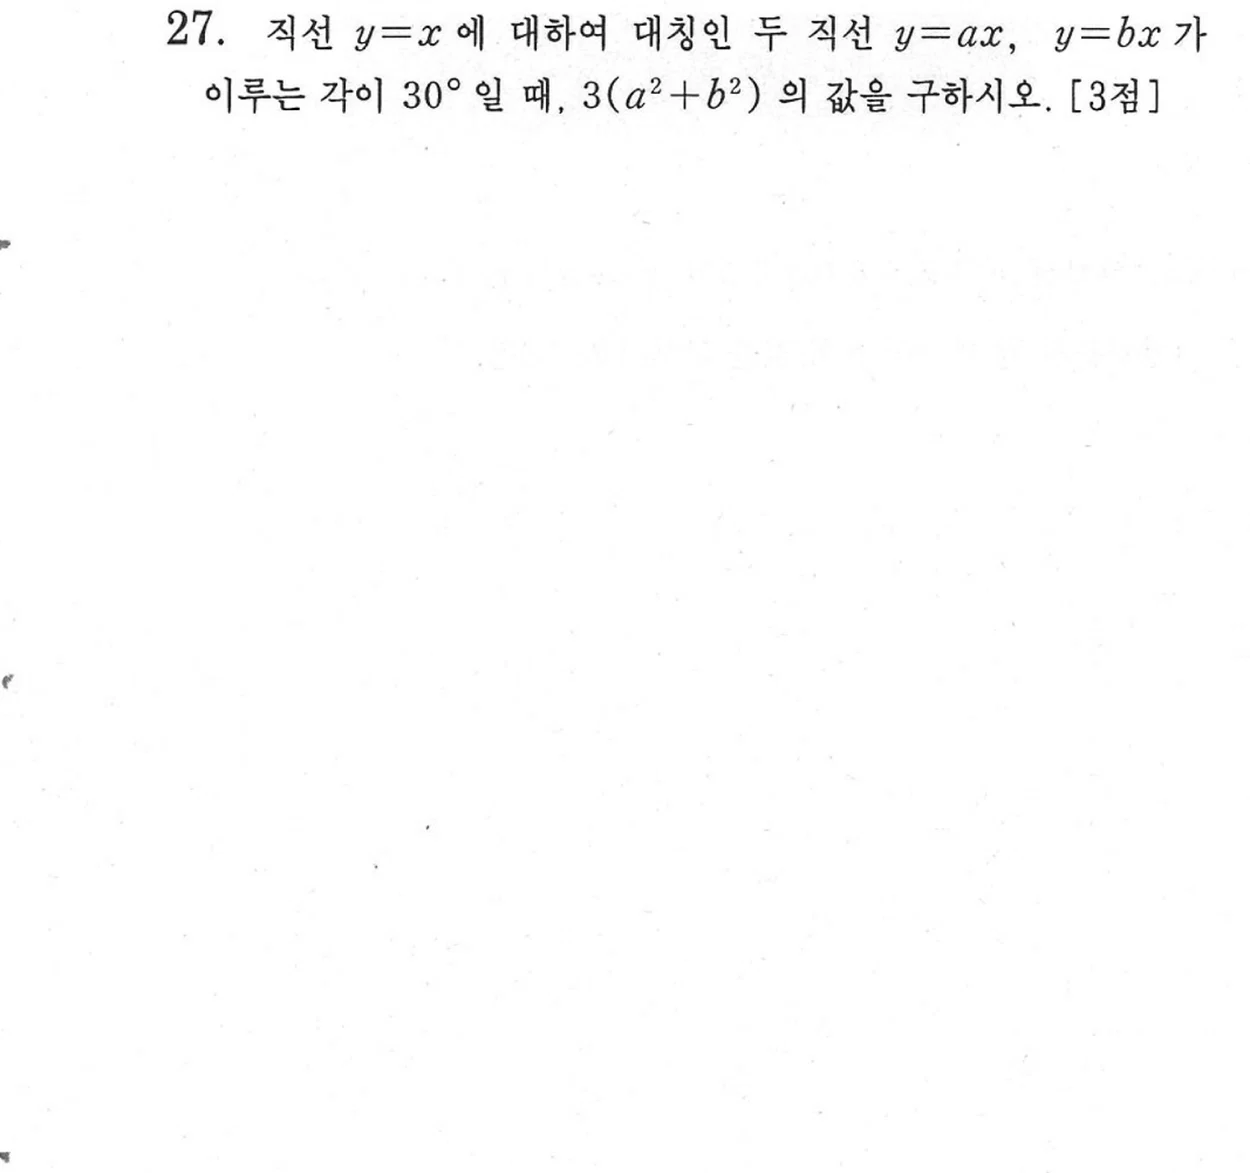 27. 직선 y=x 에 대하여 대칭인 두 직선 y=ax, y=bx 가
이루는 각이 30° 일 때, 3(a²+b²) 의 값을 구하시오. [3점]